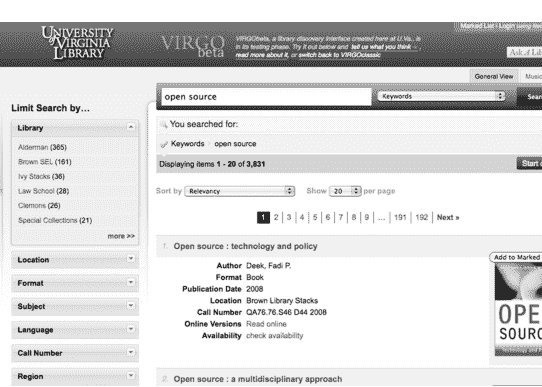 UNIVERSITY
of VIRGINIA
LIBRARY
VIRGO
beta
VIRGObeta, a library discovery interface created here at U.Va., is
in its testing phase. Try it out below and tell us what you think -,
read more about it, or switch back to VIRGOclassic
Marked List - Login
Ask a Lib
General View Music
open source Keywords Sear
Limit Search by…
Library
Alderman (365)
Brown SEL (161)
Ivy Stacks (36)
Law School (28)
Clemons (26)
Special Collections (21)
more >>
Location
Format
Subject
Language
Call Number
Region
You searched for:
Keywords › open source
Displaying items 1 - 20 of 3,831
Start o
Sort by Relevancy Show 20 per page
1 | 2 | 3 | 4 | 5 | 6 | 7 | 8 | 9 | ... | 191 | 192 | Next »
1. Open source : technology and policy
Author Deek, Fadi P.
Format Book
Publication Date 2008
Location Brown Library Stacks
Call Number QA76.76.S46 D44 2008
Online Versions Read online
Availability check availability
Add to Marked
OPE
SOURC
2. Open source : a multidisciplinary approach